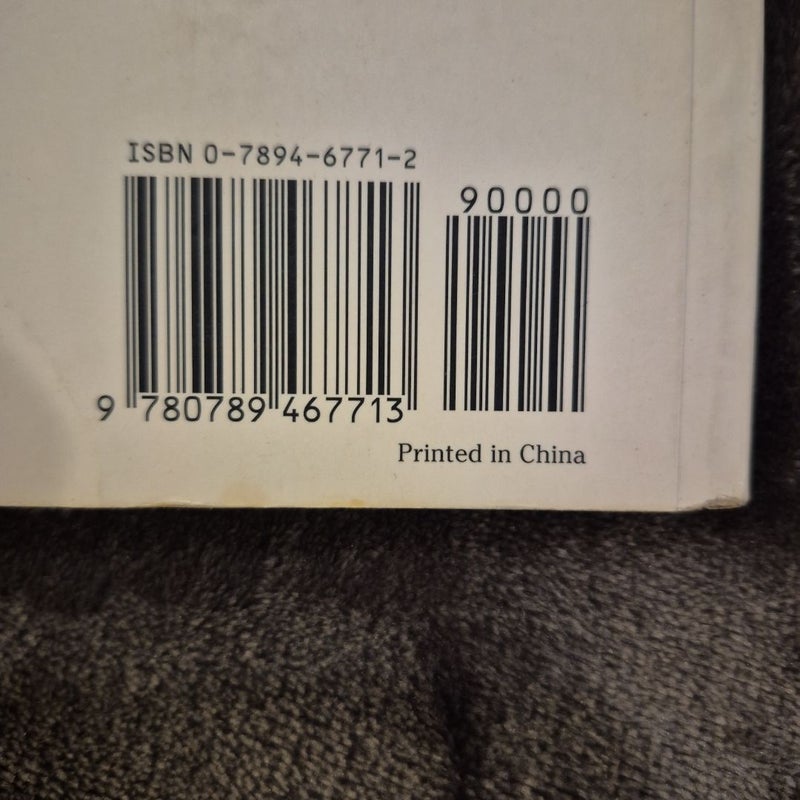 ISBN 0-7894-6771-2
90000
9 780789 467713
Printed in China